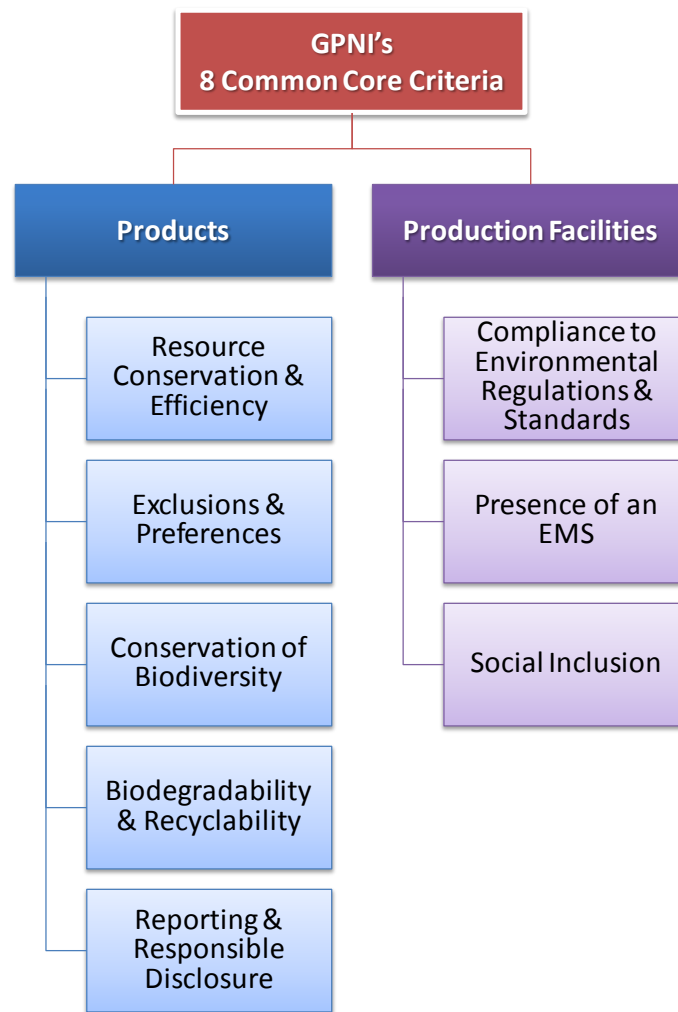 GPNI's
8 Common Core Criteria
Products
Resource
Conservation &
Efficiency
Exclusions &
Preferences
Conservation of
Biodiversity
Biodegradability
& Recyclability
Reporting &
Responsible
Disclosure
Production Facilities
Compliance to
Environmental
Regulations &
Standards
Presence of an
EMS
Social Inclusion